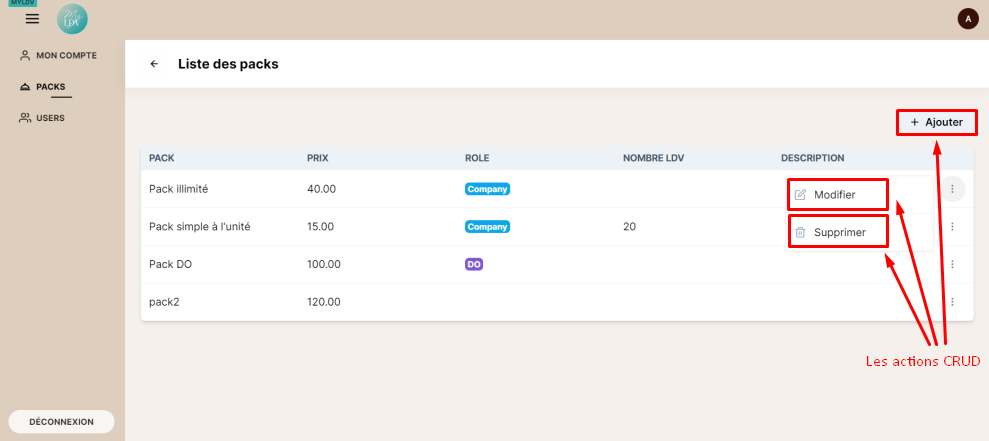 MYLDV
My
LDV
A
MON COMPTE
PACKS
USERS
Liste des packs
+ Ajouter
PACK PRIX ROLE NOMBRE LDV DESCRIPTION
Pack illimité 40.00 Company
Modifier
Pack simple à l'unité 15.00 Company 20
Supprimer
Pack DO 100.00 DO
pack2 120.00
Les actions CRUD
DÉCONNEXION